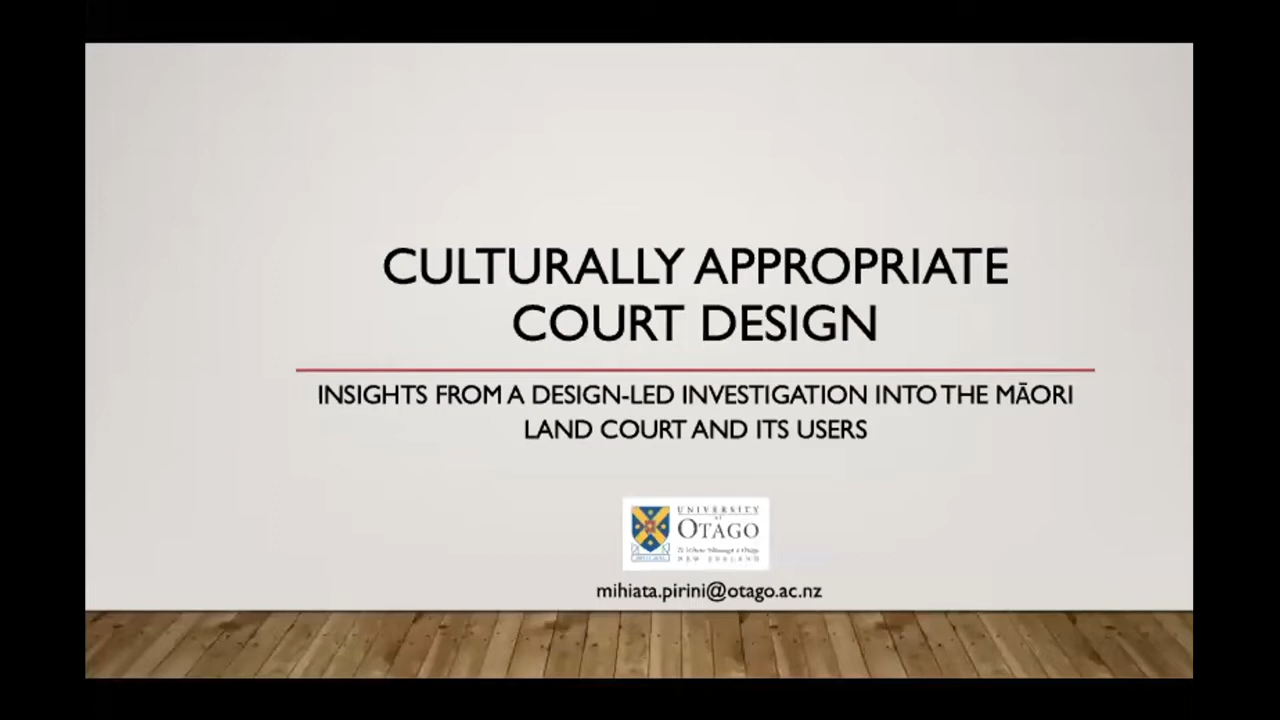 CULTURALLY APPROPRIATE
COURT DESIGN
INSIGHTS FROM A DESIGN-LED INVESTIGATION INTO THE MĀORI
LAND COURT AND ITS USERS
UNIVERSITY
OTAGO
NEW ZEALAND
mihiata.pirini@otago.ac.nz